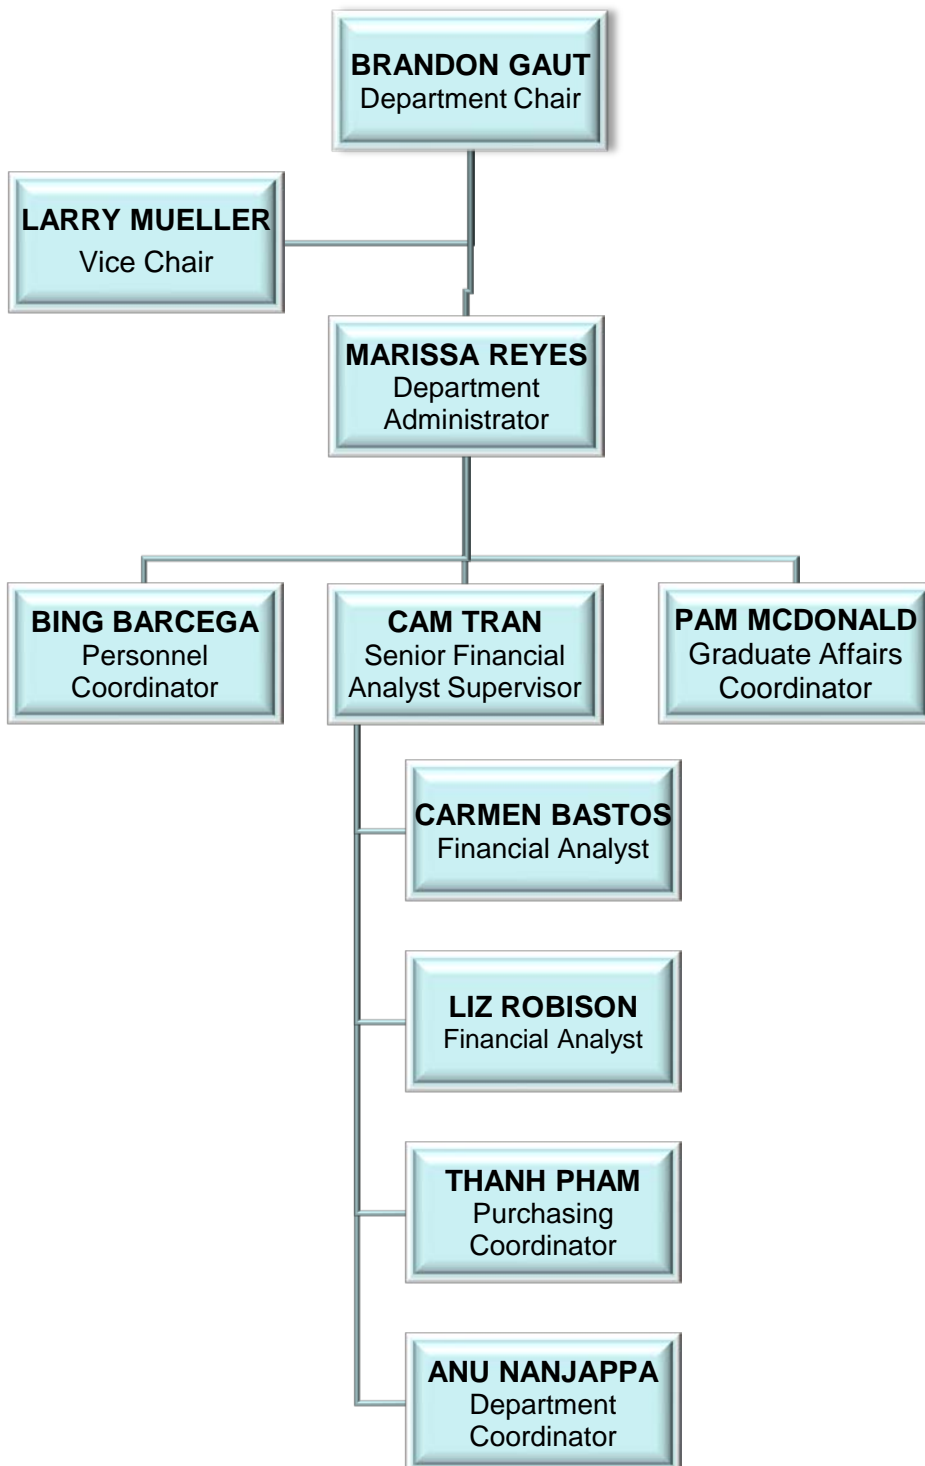 BRANDON GAUT
Department Chair
LARRY MUELLER
Vice Chair
MARISSA REYES
Department
Administrator
BING BARCEGA
Personnel
Coordinator
CAM TRAN
Senior Financial
Analyst Supervisor
PAM MCDONALD
Graduate Affairs
Coordinator
CARMEN BASTOS
Financial Analyst
LIZ ROBISON
Financial Analyst
THANH PHAM
Purchasing
Coordinator
ANU NANJAPPA
Department
Coordinator